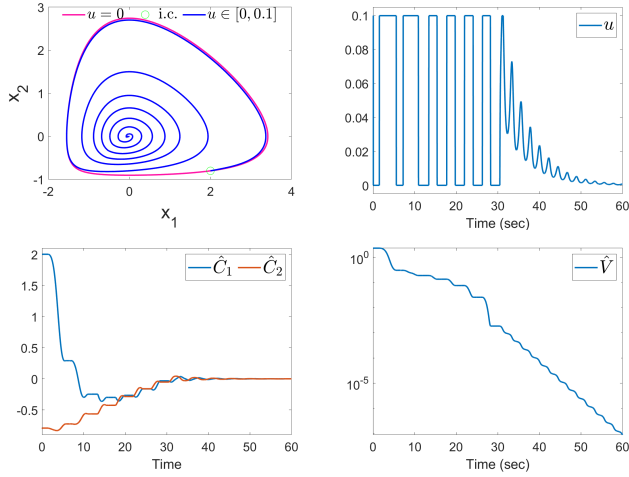 u = 0 i.c. u ∈ [0, 0.1]
3
2
1
0
-1
x₂
-2 0 2 4
x₁
u
0.1
0.08
0.06
0.04
0.02
0
0 10 20 30 40 50 60
Time (sec)
Ĉ₁ Ĉ₂
2
1.5
1
0.5
0
-0.5
0 10 20 30 40 50 60
Time
V̂
10⁰
10⁻⁵
0 10 20 30 40 50 60
Time (sec)